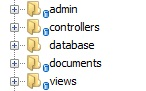 admin
controllers
database
documents
views